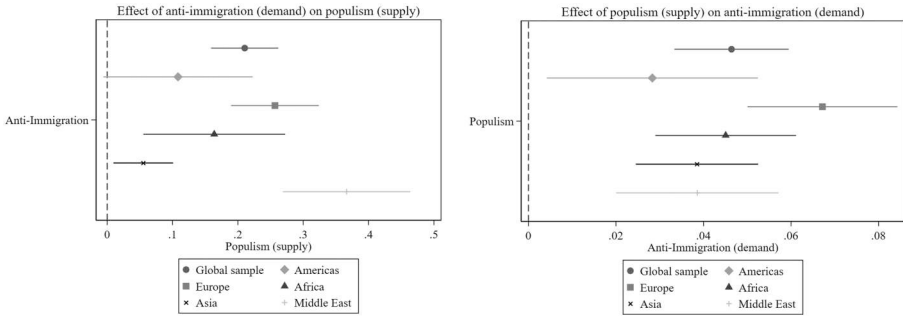 Effect of anti-immigration (demand) on populism (supply)
Anti-Immigration
0 .1 .2 .3 .4 .5
Populism (supply)
Global sample Americas
Europe Africa
Asia Middle East
Effect of populism (supply) on anti-immigration (demand)
Populism
0 .02 .04 .06 .08
Anti-Immigration (demand)
Global sample Americas
Europe Africa
Asia Middle East